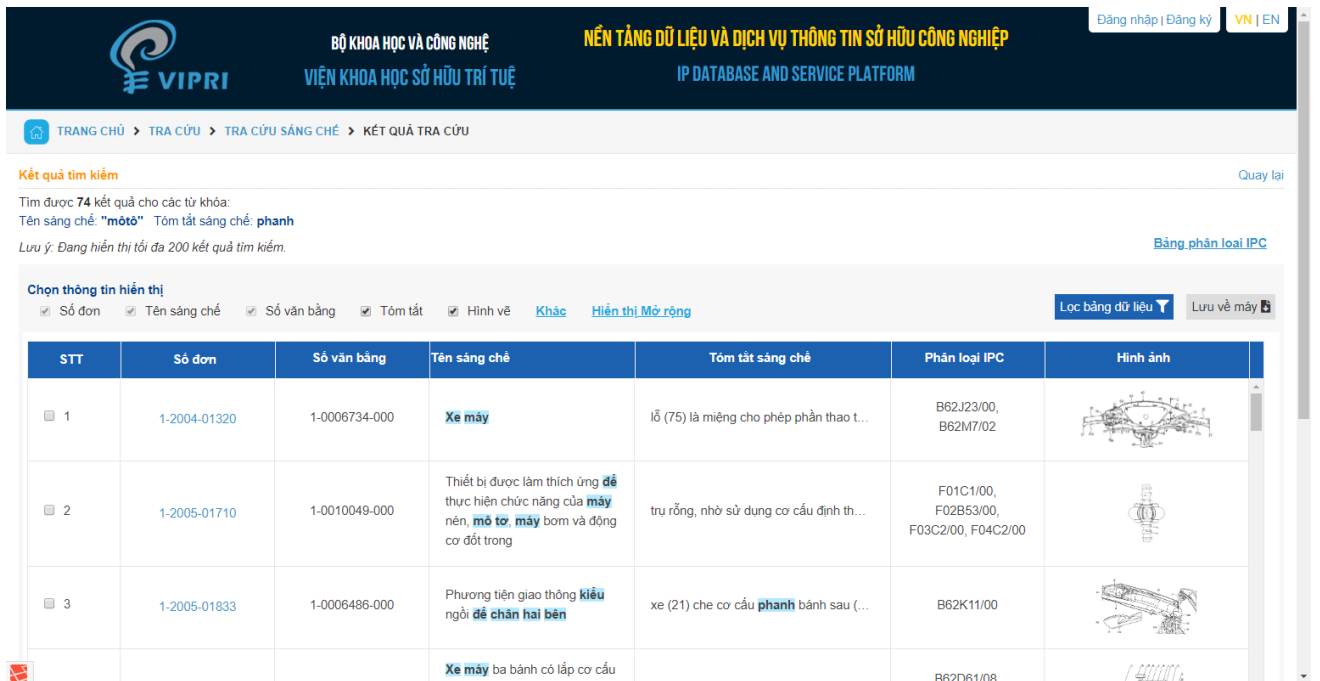 Đăng nhập | Đăng ký VN | EN
VIPRI
BỘ KHOA HỌC VÀ CÔNG NGHỆ
VIỆN KHOA HỌC SỞ HỮU TRÍ TUỆ
NỀN TẢNG DỮ LIỆU VÀ DỊCH VỤ THÔNG TIN SỞ HỮU CÔNG NGHIỆP
IP DATABASE AND SERVICE PLATFORM
TRANG CHỦ > TRA CỨU > TRA CỨU SÁNG CHẾ > KẾT QUẢ TRA CỨU
Kết quả tìm kiếm Quay lại
Tìm được 74 kết quả cho các từ khóa:
Tên sáng chế: "môtô" Tóm tắt sáng chế: phanh
Lưu ý: Đang hiển thị tối đa 200 kết quả tìm kiếm.
Bảng phân loai IPC
Chọn thông tin hiển thị
Số đơn Tên sáng chế Số văn bằng Tóm tắt Hình vẽ Khác Hiển thị Mở rộng
Lọc bảng dữ liệu Lưu về máy
STT Số đơn Số văn bằng Tên sáng chế Tóm tắt sáng chế Phân loại IPC Hình ảnh
1 1-2004-01320 1-0006734-000 Xe máy lỗ (75) là miệng cho phép phần thao t... B62J23/00,
B62M7/02
2 1-2005-01710 1-0010049-000 Thiết bị được làm thích ứng để
thực hiện chức năng của máy
nén, mô tơ, máy bơm và động
cơ đốt trong
trụ rỗng, nhờ sử dụng cơ cấu định th...
F01C1/00,
F02B53/00,
F03C2/00, F04C2/00
3 1-2005-01833 1-0006486-000 Phương tiện giao thông kiểu
ngồi để chân hai bên
xe (21) che cơ cấu phanh bánh sau (...
B62K11/00
Xe máy ba bánh có lắp cơ cấu
B62D61/08